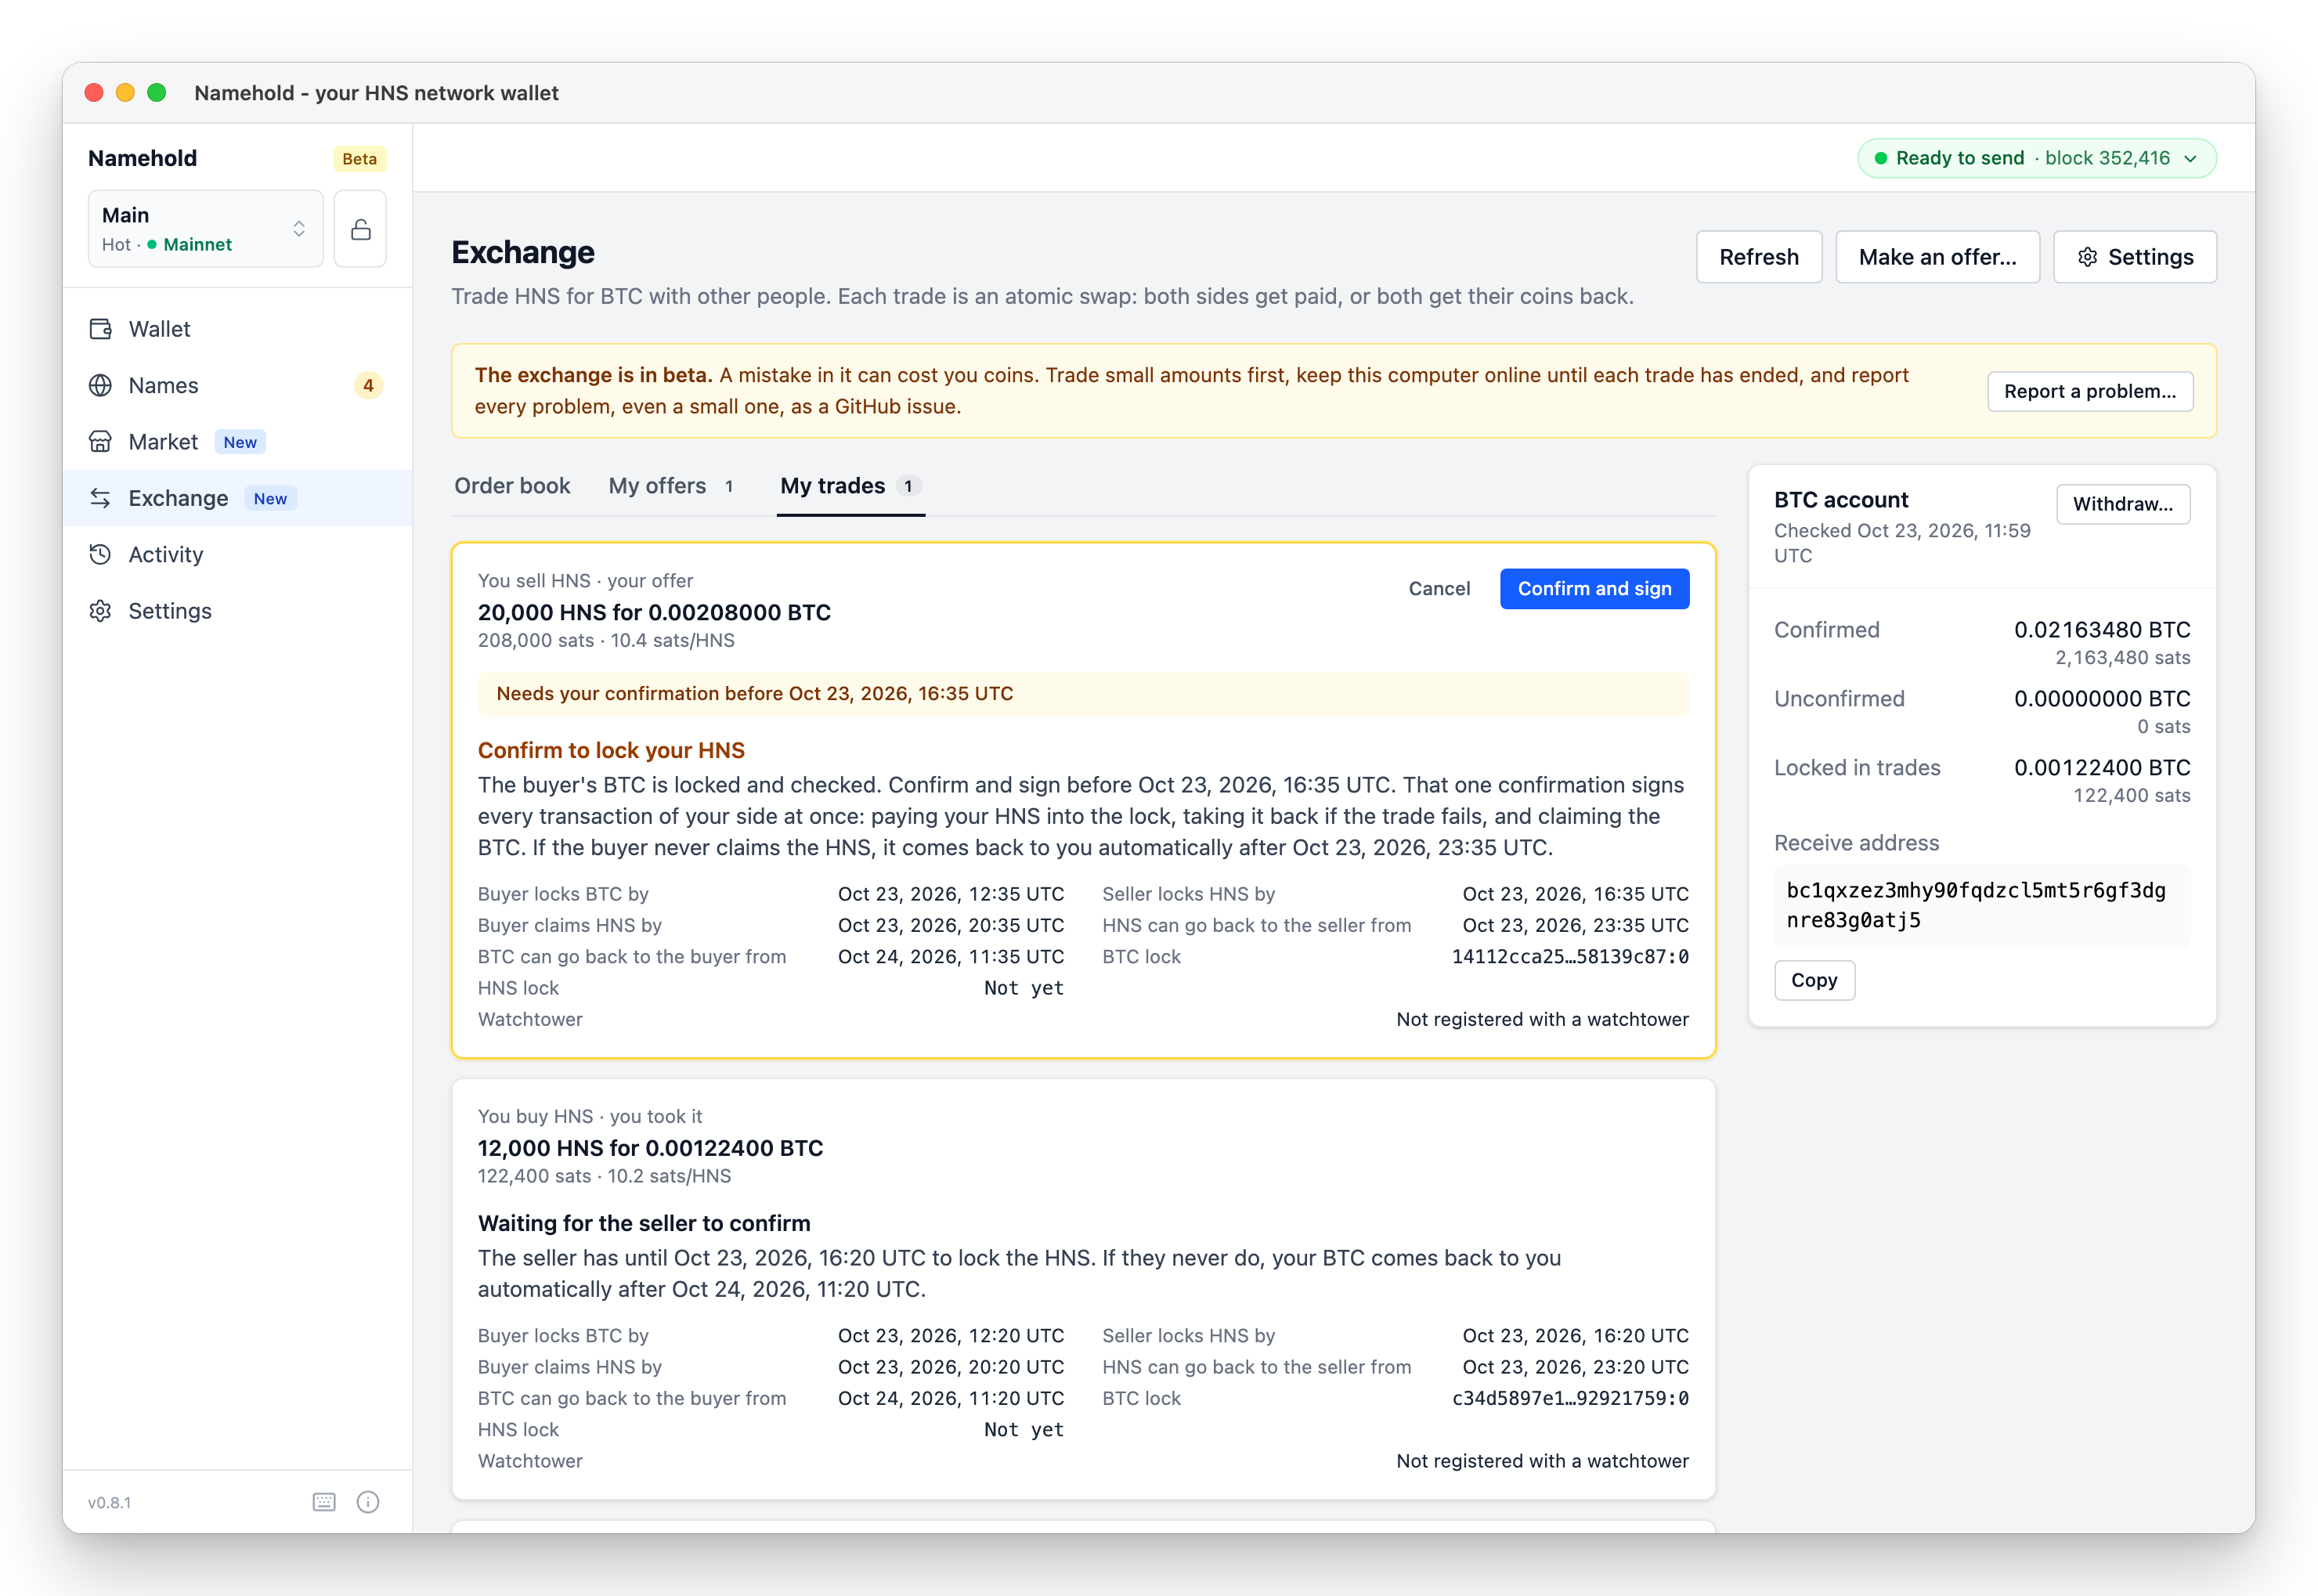 Namehold - your HNS network wallet
Namehold
Beta
Main
Hot · Mainnet
Wallet
Names
4
Market
New
Exchange
New
Activity
Settings
v0.8.1
Ready to send · block 352,416
Exchange
Trade HNS for BTC with other people. Each trade is an atomic swap: both sides get paid, or both get their coins back.
Refresh
Make an offer...
Settings
The exchange is in beta. A mistake in it can cost you coins. Trade small amounts first, keep this computer online until each trade has ended, and report
every problem, even a small one, as a GitHub issue.
Report a problem...
Order book
My offers 1
My trades 1
You sell HNS · your offer
20,000 HNS for 0.00208000 BTC
208,000 sats · 10.4 sats/HNS
Cancel
Confirm and sign
Needs your confirmation before Oct 23, 2026, 16:35 UTC
Confirm to lock your HNS
The buyer's BTC is locked and checked. Confirm and sign before Oct 23, 2026, 16:35 UTC. That one confirmation signs
every transaction of your side at once: paying your HNS into the lock, taking it back if the trade fails, and claiming the
BTC. If the buyer never claims the HNS, it comes back to you automatically after Oct 23, 2026, 23:35 UTC.
Buyer locks BTC by Oct 23, 2026, 12:35 UTC Seller locks HNS by Oct 23, 2026, 16:35 UTC
Buyer claims HNS by Oct 23, 2026, 20:35 UTC HNS can go back to the seller from Oct 23, 2026, 23:35 UTC
BTC can go back to the buyer from Oct 24, 2026, 11:35 UTC BTC lock 14112cca25…58139c87:0
HNS lock Not yet
Watchtower Not registered with a watchtower
You buy HNS · you took it
12,000 HNS for 0.00122400 BTC
122,400 sats · 10.2 sats/HNS
Waiting for the seller to confirm
The seller has until Oct 23, 2026, 16:20 UTC to lock the HNS. If they never do, your BTC comes back to you
automatically after Oct 24, 2026, 11:20 UTC.
Buyer locks BTC by Oct 23, 2026, 12:20 UTC Seller locks HNS by Oct 23, 2026, 16:20 UTC
Buyer claims HNS by Oct 23, 2026, 20:20 UTC HNS can go back to the seller from Oct 23, 2026, 23:20 UTC
BTC can go back to the buyer from Oct 24, 2026, 11:20 UTC BTC lock c34d5897e1…92921759:0
HNS lock Not yet
Watchtower Not registered with a watchtower
BTC account
Withdraw...
Checked Oct 23, 2026, 11:59
UTC
Confirmed 0.02163480 BTC
2,163,480 sats
Unconfirmed 0.00000000 BTC
0 sats
Locked in trades 0.00122400 BTC
122,400 sats
Receive address
bc1qxzez3mhy90fqdzcl5mt5r6gf3dg
nre83g0atj5
Copy